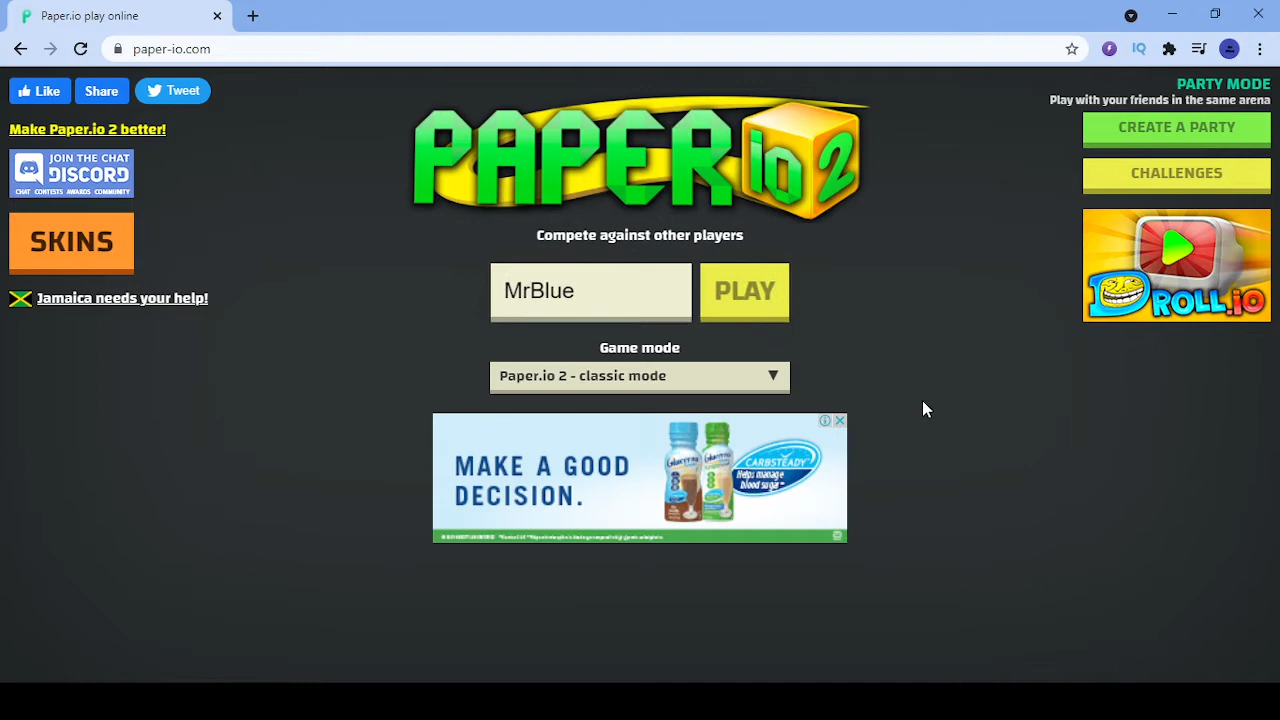 Paper.io play online
paper-io.com
Like
Share
Tweet
Make Paper.io 2 better!
JOIN THE CHAT
DISCORD
CHAT CONTESTS AWARDS COMMUNITY
SKINS
Jamaica needs your help!
PAPER io 2
Compete against other players
MrBlue
PLAY
Game mode
Paper.io 2 - classic mode
MAKE A GOOD
DECISION.
Glucerna
CARBSTEADY
Helps manage
blood sugar
PARTY MODE
Play with your friends in the same arena
CREATE A PARTY
CHALLENGES
ROLL.IO
IQ